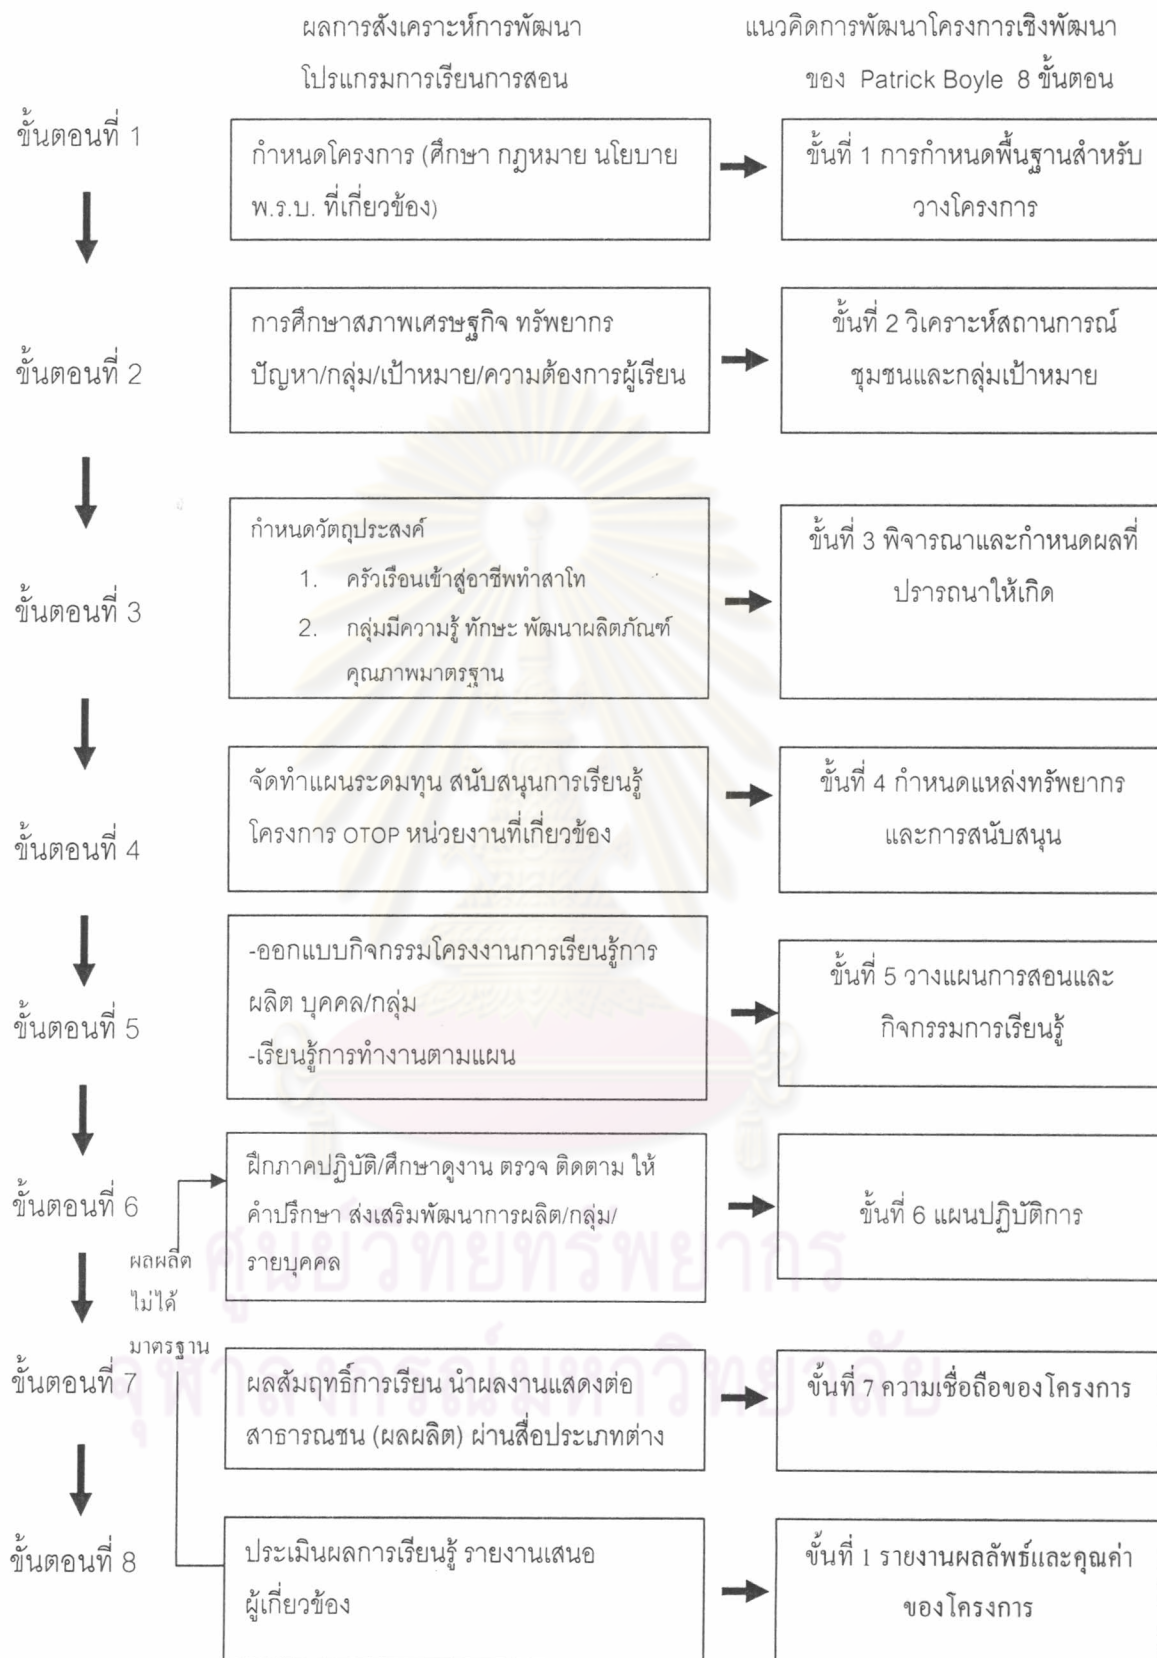 ผลการสังเคราะห์การพัฒนา
โปรแกรมการเรียนการสอน
แนวคิดการพัฒนาโครงการเชิงพัฒนา
ของ Patrick Boyle 8 ขั้นตอน
ขั้นตอนที่ 1
กำหนดโครงการ (ศึกษา กฎหมาย นโยบาย
พ.ร.บ. ที่เกี่ยวข้อง)
ขั้นที่ 1 การกำหนดพื้นฐานสำหรับ
วางโครงการ
ขั้นตอนที่ 2
การศึกษาสภาพเศรษฐกิจ ทรัพยากร
ปัญหา/กลุ่ม/เป้าหมาย/ความต้องการผู้เรียน
ขั้นที่ 2 วิเคราะห์สถานการณ์
ชุมชนและกลุ่มเป้าหมาย
ขั้นตอนที่ 3
กำหนดวัตถุประสงค์
1. ครัวเรือนเข้าสู่อาชีพทำสาโท
2. กลุ่มมีความรู้ ทักษะ พัฒนาผลิตภัณฑ์
คุณภาพมาตรฐาน
ขั้นที่ 3 พิจารณาและกำหนดผลที่
ปรารถนาให้เกิด
ขั้นตอนที่ 4
จัดทำแผนระดมทุน สนับสนุนการเรียนรู้
โครงการ OTOP หน่วยงานที่เกี่ยวข้อง
ขั้นที่ 4 กำหนดแหล่งทรัพยากร
และการสนับสนุน
ขั้นตอนที่ 5
-ออกแบบกิจกรรมโครงงานการเรียนรู้การ
ผลิต บุคคล/กลุ่ม
-เรียนรู้การทำงานตามแผน
ขั้นที่ 5 วางแผนการสอนและ
กิจกรรมการเรียนรู้
ขั้นตอนที่ 6
ฝึกภาคปฏิบัติ/ศึกษาดูงาน ตรวจ ติดตาม ให้
คำปรึกษา ส่งเสริมพัฒนาการผลิต/กลุ่ม/
รายบุคคล
ขั้นที่ 6 แผนปฏิบัติการ
ผลผลิต
ไม่ได้
มาตรฐาน
ศูนย์วิทยทรัพยากร
จุฬาลงกรณ์มหาวิทยาลัย
ขั้นตอนที่ 7
ผลสัมฤทธิ์การเรียน นำผลงานแสดงต่อ
สาธารณชน (ผลผลิต) ผ่านสื่อประเภทต่าง
ขั้นที่ 7 ความเชื่อถือของโครงการ
ขั้นตอนที่ 8
ประเมินผลการเรียนรู้ รายงานเสนอ
ผู้เกี่ยวข้อง
ขั้นที่ 1 รายงานผลลัพธ์และคุณค่า
ของโครงการ